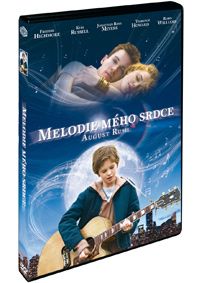 FREDDIE HIGHMORE
KERI RUSSELL
JONATHAN RHYS MEYERS
TERRENCE HOWARD
ROBIN WILLIAMS
MELODIE MÉHO SRDCE
AUGUST RUSH
MELODIE MÉHO SRDCE
DVD